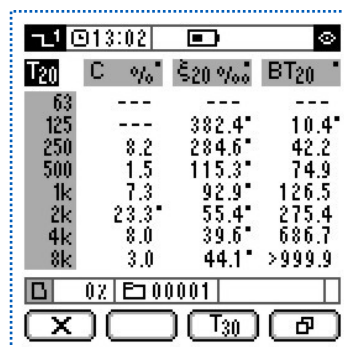 1 13:02
T20 C %" ξ20 %o" BT20 "
63 --- --- ---
125 --- 382.4" 10.4"
250 8.2 284.6" 42.2
500 1.5 115.3" 74.9
1k 7.3 92.9" 126.5
2k 23.3" 55.4" 275.4
4k 8.0 39.6" 686.7
8k 3.0 44.1" >999.9
0% 00001
X T30